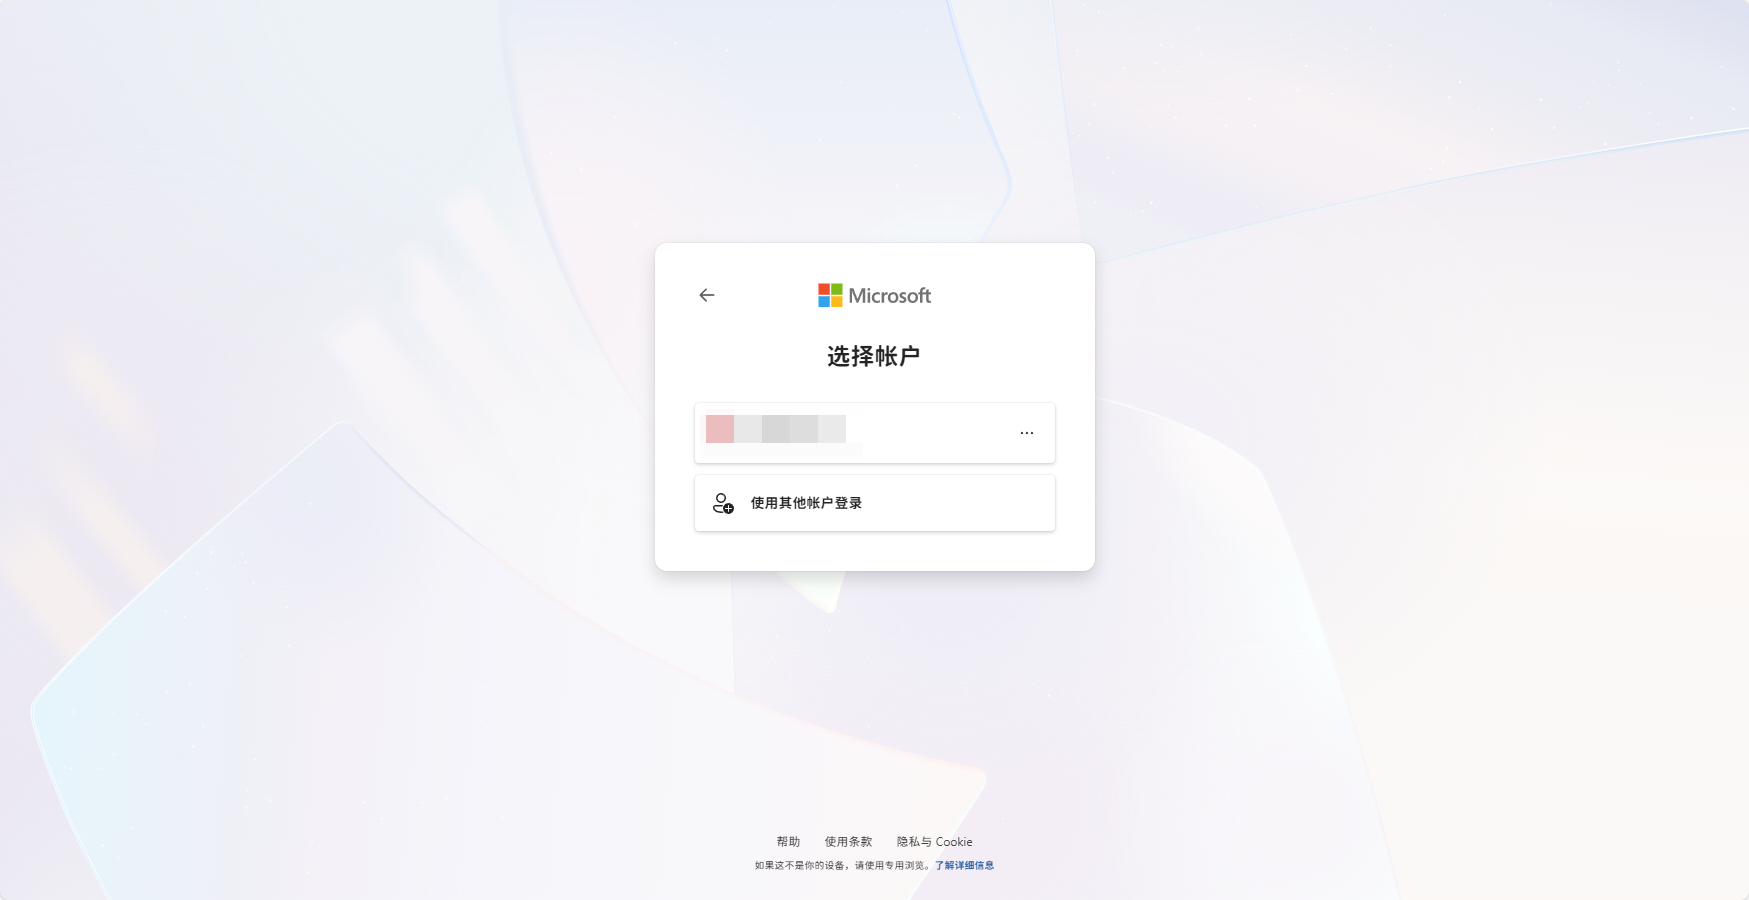 Microsoft
选择帐户
使用其他帐户登录
帮助 使用条款 隐私与 Cookie
如果这不是你的设备，请使用专用浏览。了解详细信息